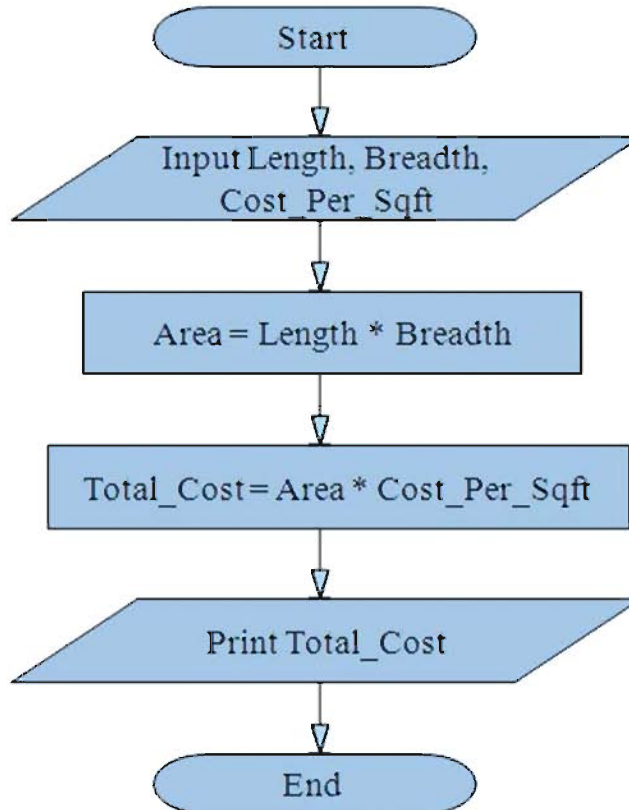 Start
Input Length, Breadth,
Cost_Per_Sqft
Area = Length * Breadth
Total_Cost = Area * Cost_Per_Sqft
Print Total_Cost
End